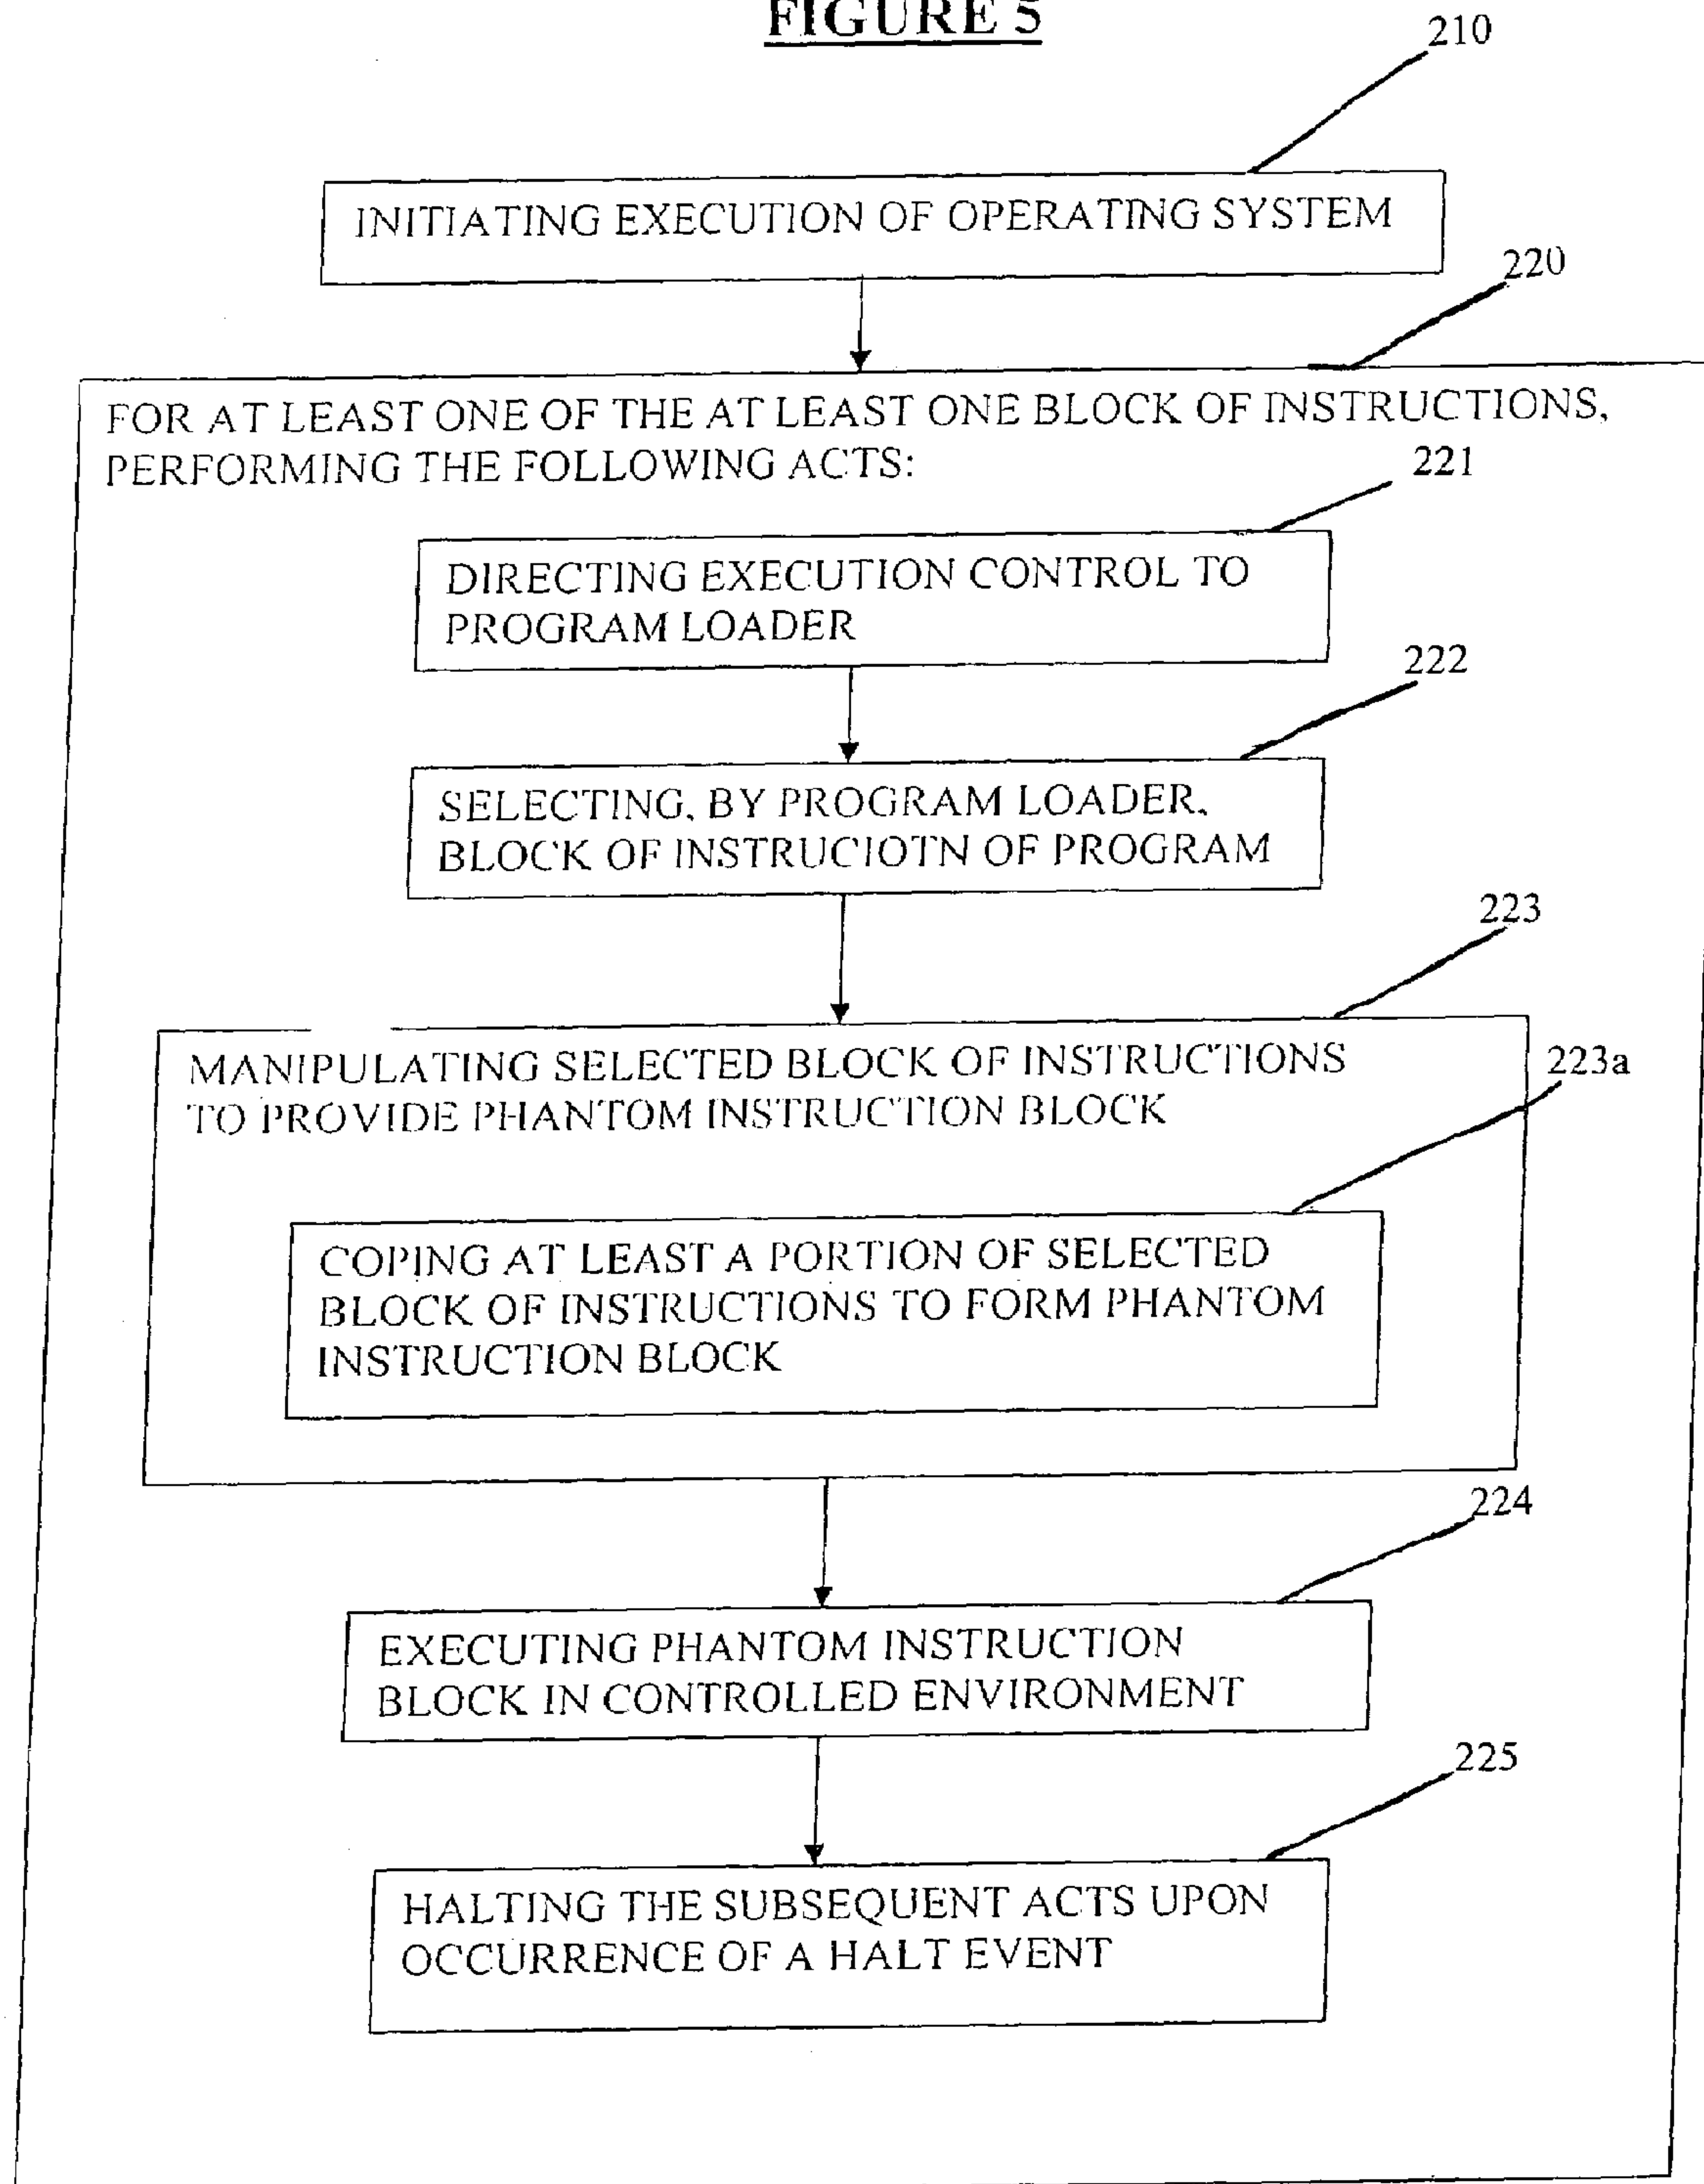 FIGURE 5
210
INITIATING EXECUTION OF OPERATING SYSTEM
220
FOR AT LEAST ONE OF THE AT LEAST ONE BLOCK OF INSTRUCTIONS,
PERFORMING THE FOLLOWING ACTS:
221
DIRECTING EXECUTION CONTROL TO
PROGRAM LOADER
222
SELECTING, BY PROGRAM LOADER,
BLOCK OF INSTRUCIOTN OF PROGRAM
223
MANIPULATING SELECTED BLOCK OF INSTRUCTIONS
TO PROVIDE PHANTOM INSTRUCTION BLOCK
223a
COPING AT LEAST A PORTION OF SELECTED
BLOCK OF INSTRUCTIONS TO FORM PHANTOM
INSTRUCTION BLOCK
224
EXECUTING PHANTOM INSTRUCTION
BLOCK IN CONTROLLED ENVIRONMENT
225
HALTING THE SUBSEQUENT ACTS UPON
OCCURRENCE OF A HALT EVENT